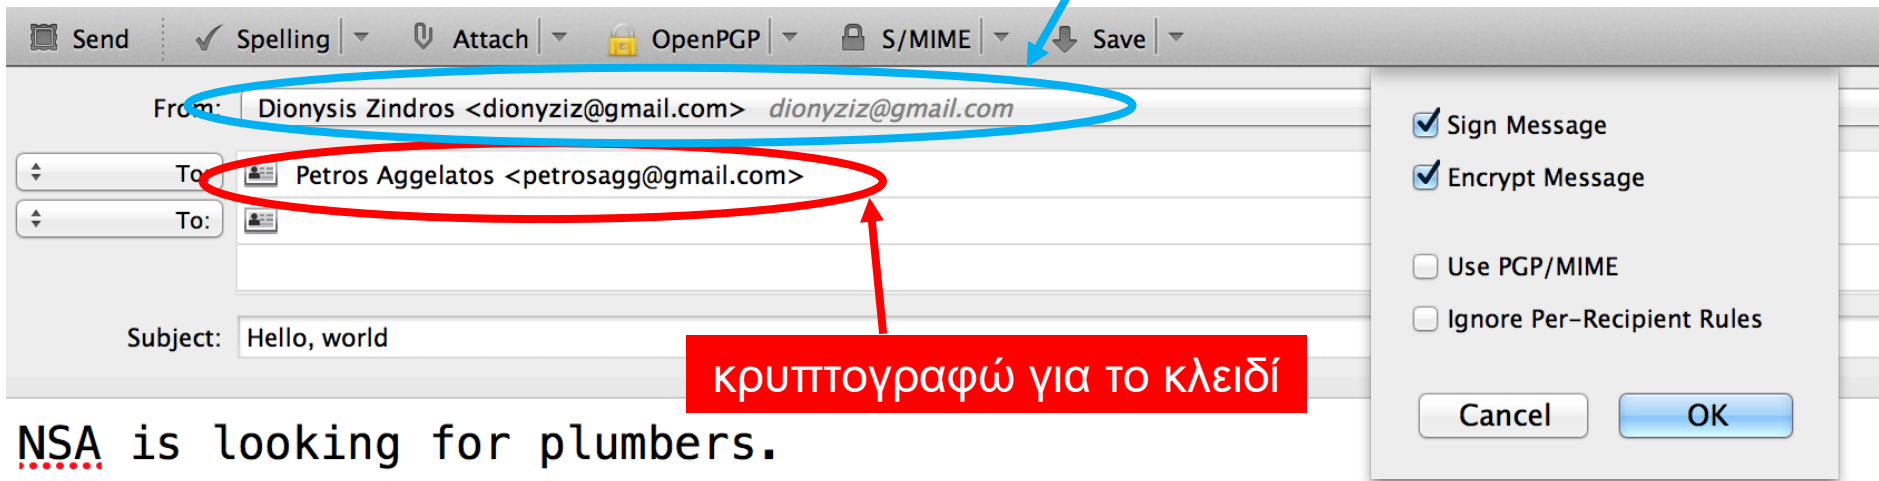 Send Spelling Attach OpenPGP S/MIME Save
From: Dionysis Zindros <dionyziz@gmail.com> dionyziz@gmail.com
To: Petros Aggelatos <petrosagg@gmail.com>
To:
Subject: Hello, world
κρυπτογραφώ για το κλειδί
NSA is looking for plumbers.
Sign Message
Encrypt Message
Use PGP/MIME
Ignore Per-Recipient Rules
Cancel OK